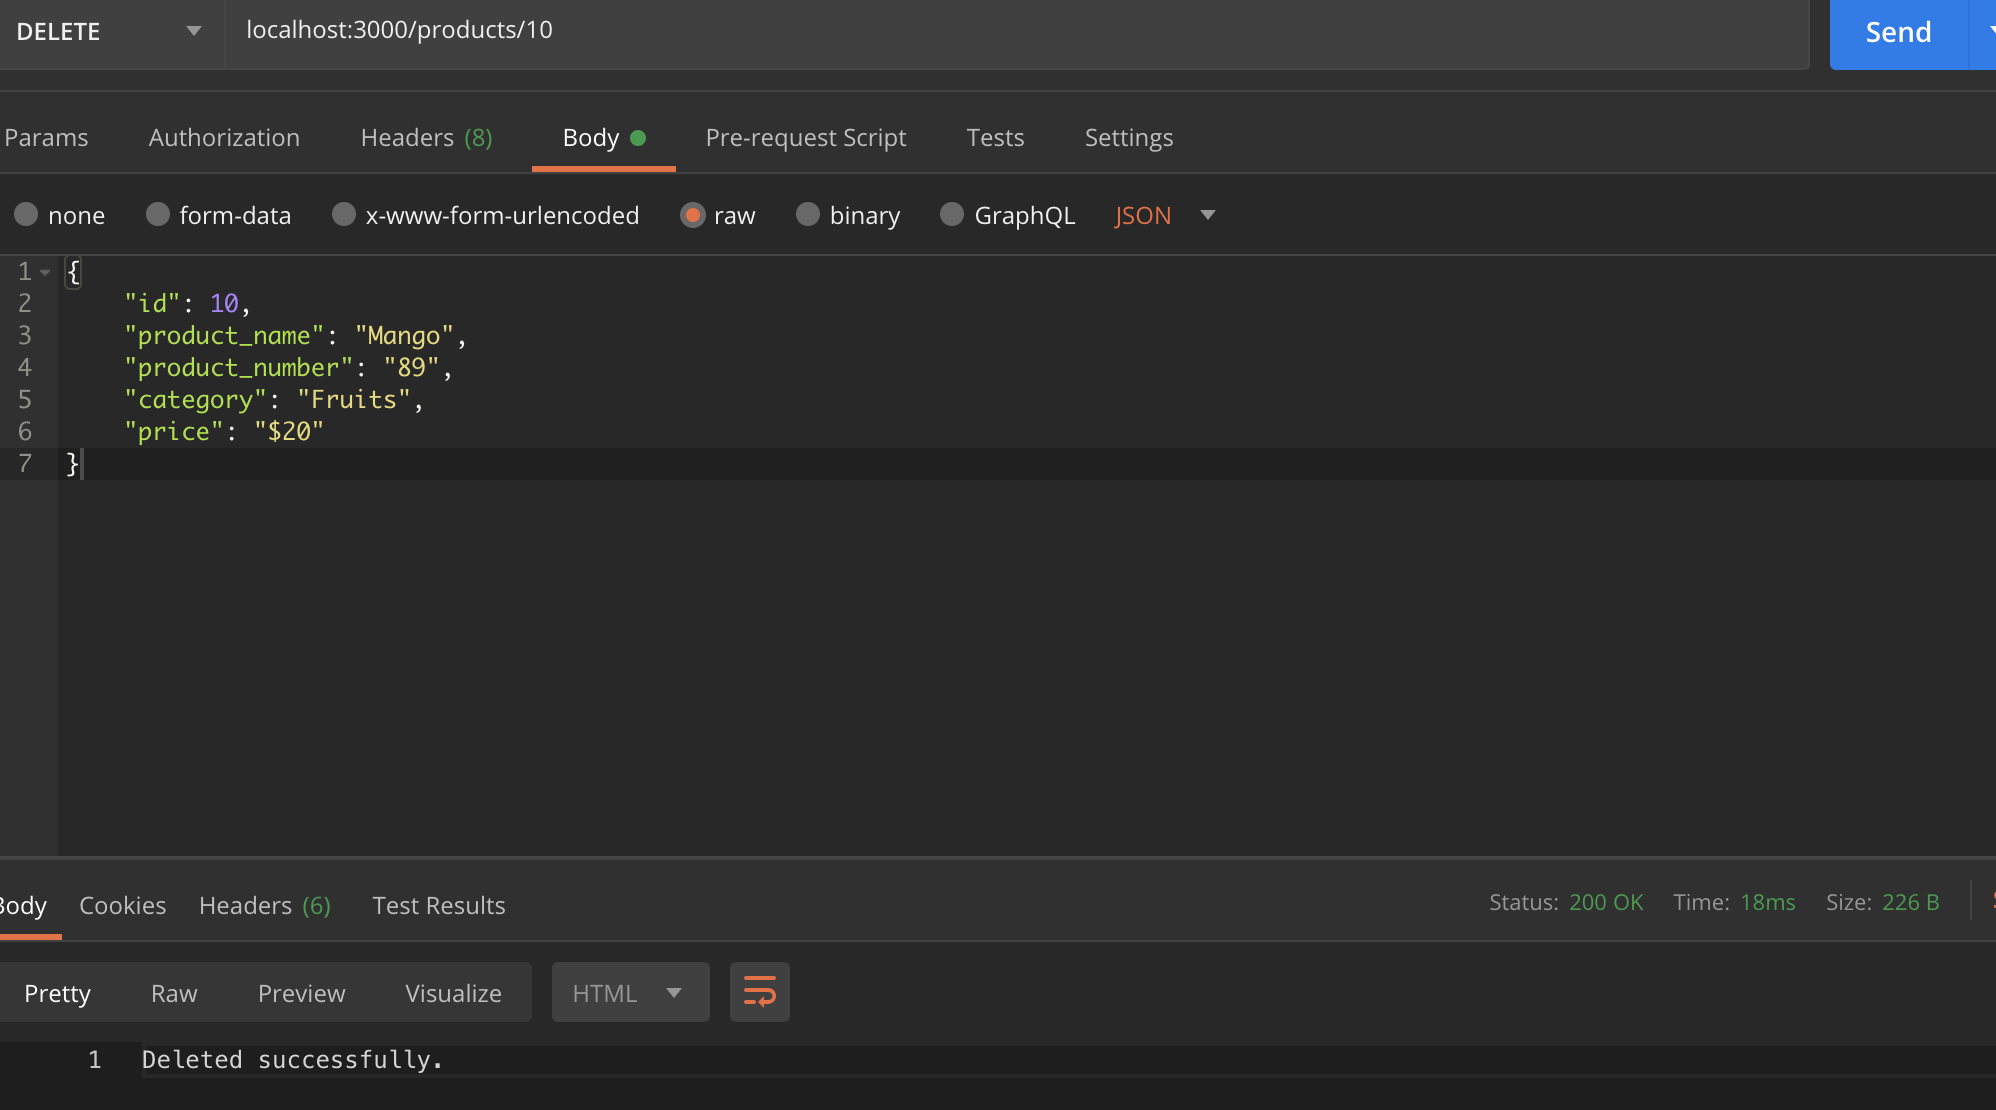 DELETE localhost:3000/products/10 Send
Params Authorization Headers (8) Body Pre-request Script Tests Settings
none form-data x-www-form-urlencoded raw binary GraphQL JSON
1 {
2 "id": 10,
3 "product_name": "Mango",
4 "product_number": "89",
5 "category": "Fruits",
6 "price": "$20"
7 }
Body Cookies Headers (6) Test Results Status: 200 OK Time: 18ms Size: 226 B
Pretty Raw Preview Visualize HTML
1 Deleted successfully.